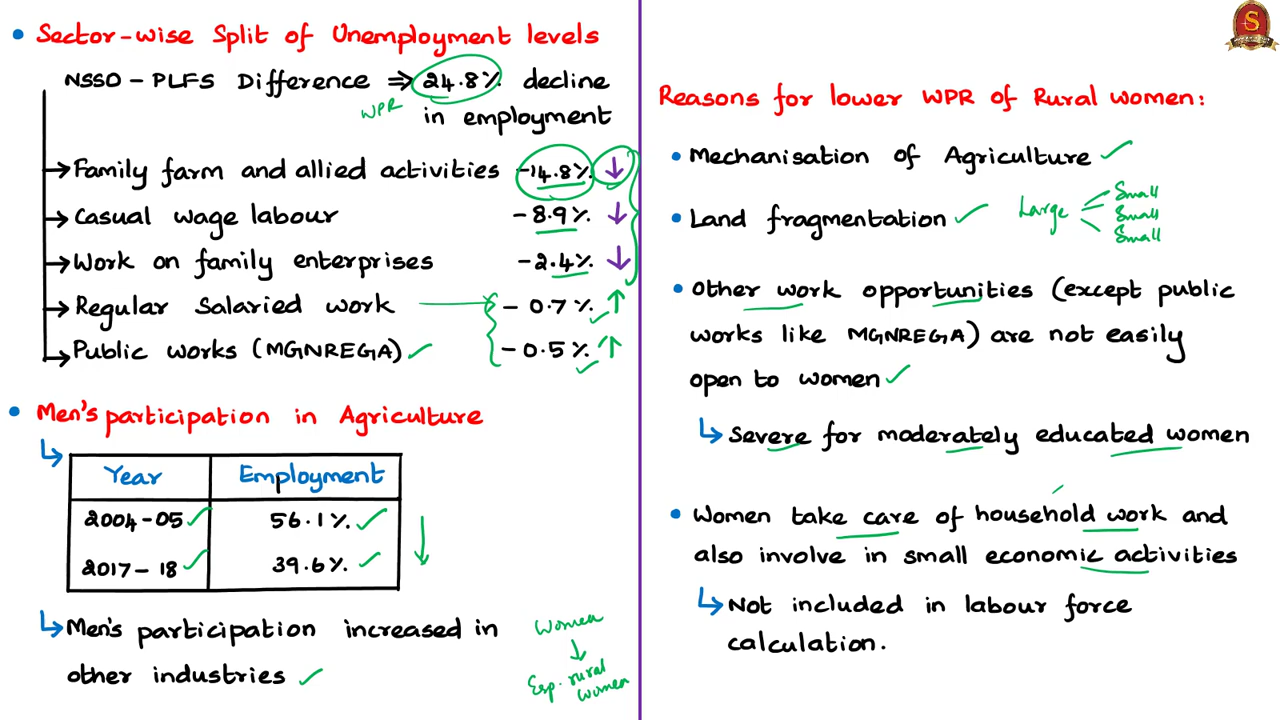 Sector-wise Split of Unemployment levels
NSSO - PLFS Difference ⇒ 24.8% decline
WPR
in employment
→ Family farm and allied activities -14.8% ↓
→ Casual wage labour - 8.9% ↓
→ Work on family enterprises - 2.4% ↓
→ Regular Salaried work - 0.7% ↑
→ Public works (MGNREGA) - 0.5% ↑
Men's participation in Agriculture
Year Employment
2004-05 56.1%
2017-18 39.6%
Men's participation increased in
other industries
Women
↓
Esp. rural
women
Reasons for lower WPR of Rural women:
Mechanisation of Agriculture
Land fragmentation
Large
Small
Small
Small
Other work opportunities (except public
works like MGNREGA) are not easily
open to women
Severe for moderately educated women
Women take care of household work and
also involve in small economic activities
Not included in labour force
calculation.
S